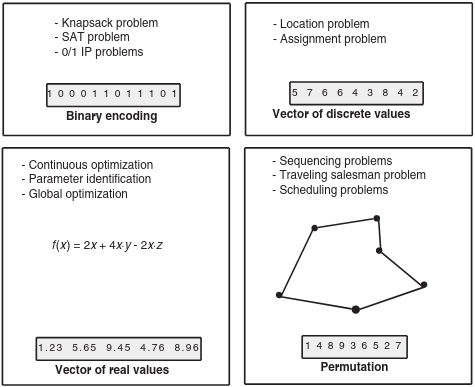 - Knapsack problem
- SAT problem
- 0/1 IP problems
1 0 0 0 1 1 0 1 1 1 0 1
Binary encoding
- Location problem
- Assignment problem
5 7 6 6 4 3 8 4 2
Vector of discrete values
- Continuous optimization
- Parameter identification
- Global optimization
f(x) = 2x + 4x·y - 2x·z
1.23 5.65 9.45 4.76 8.96
Vector of real values
- Sequencing problems
- Traveling salesman problem
- Scheduling problems
1 4 8 9 3 6 5 2 7
Permutation